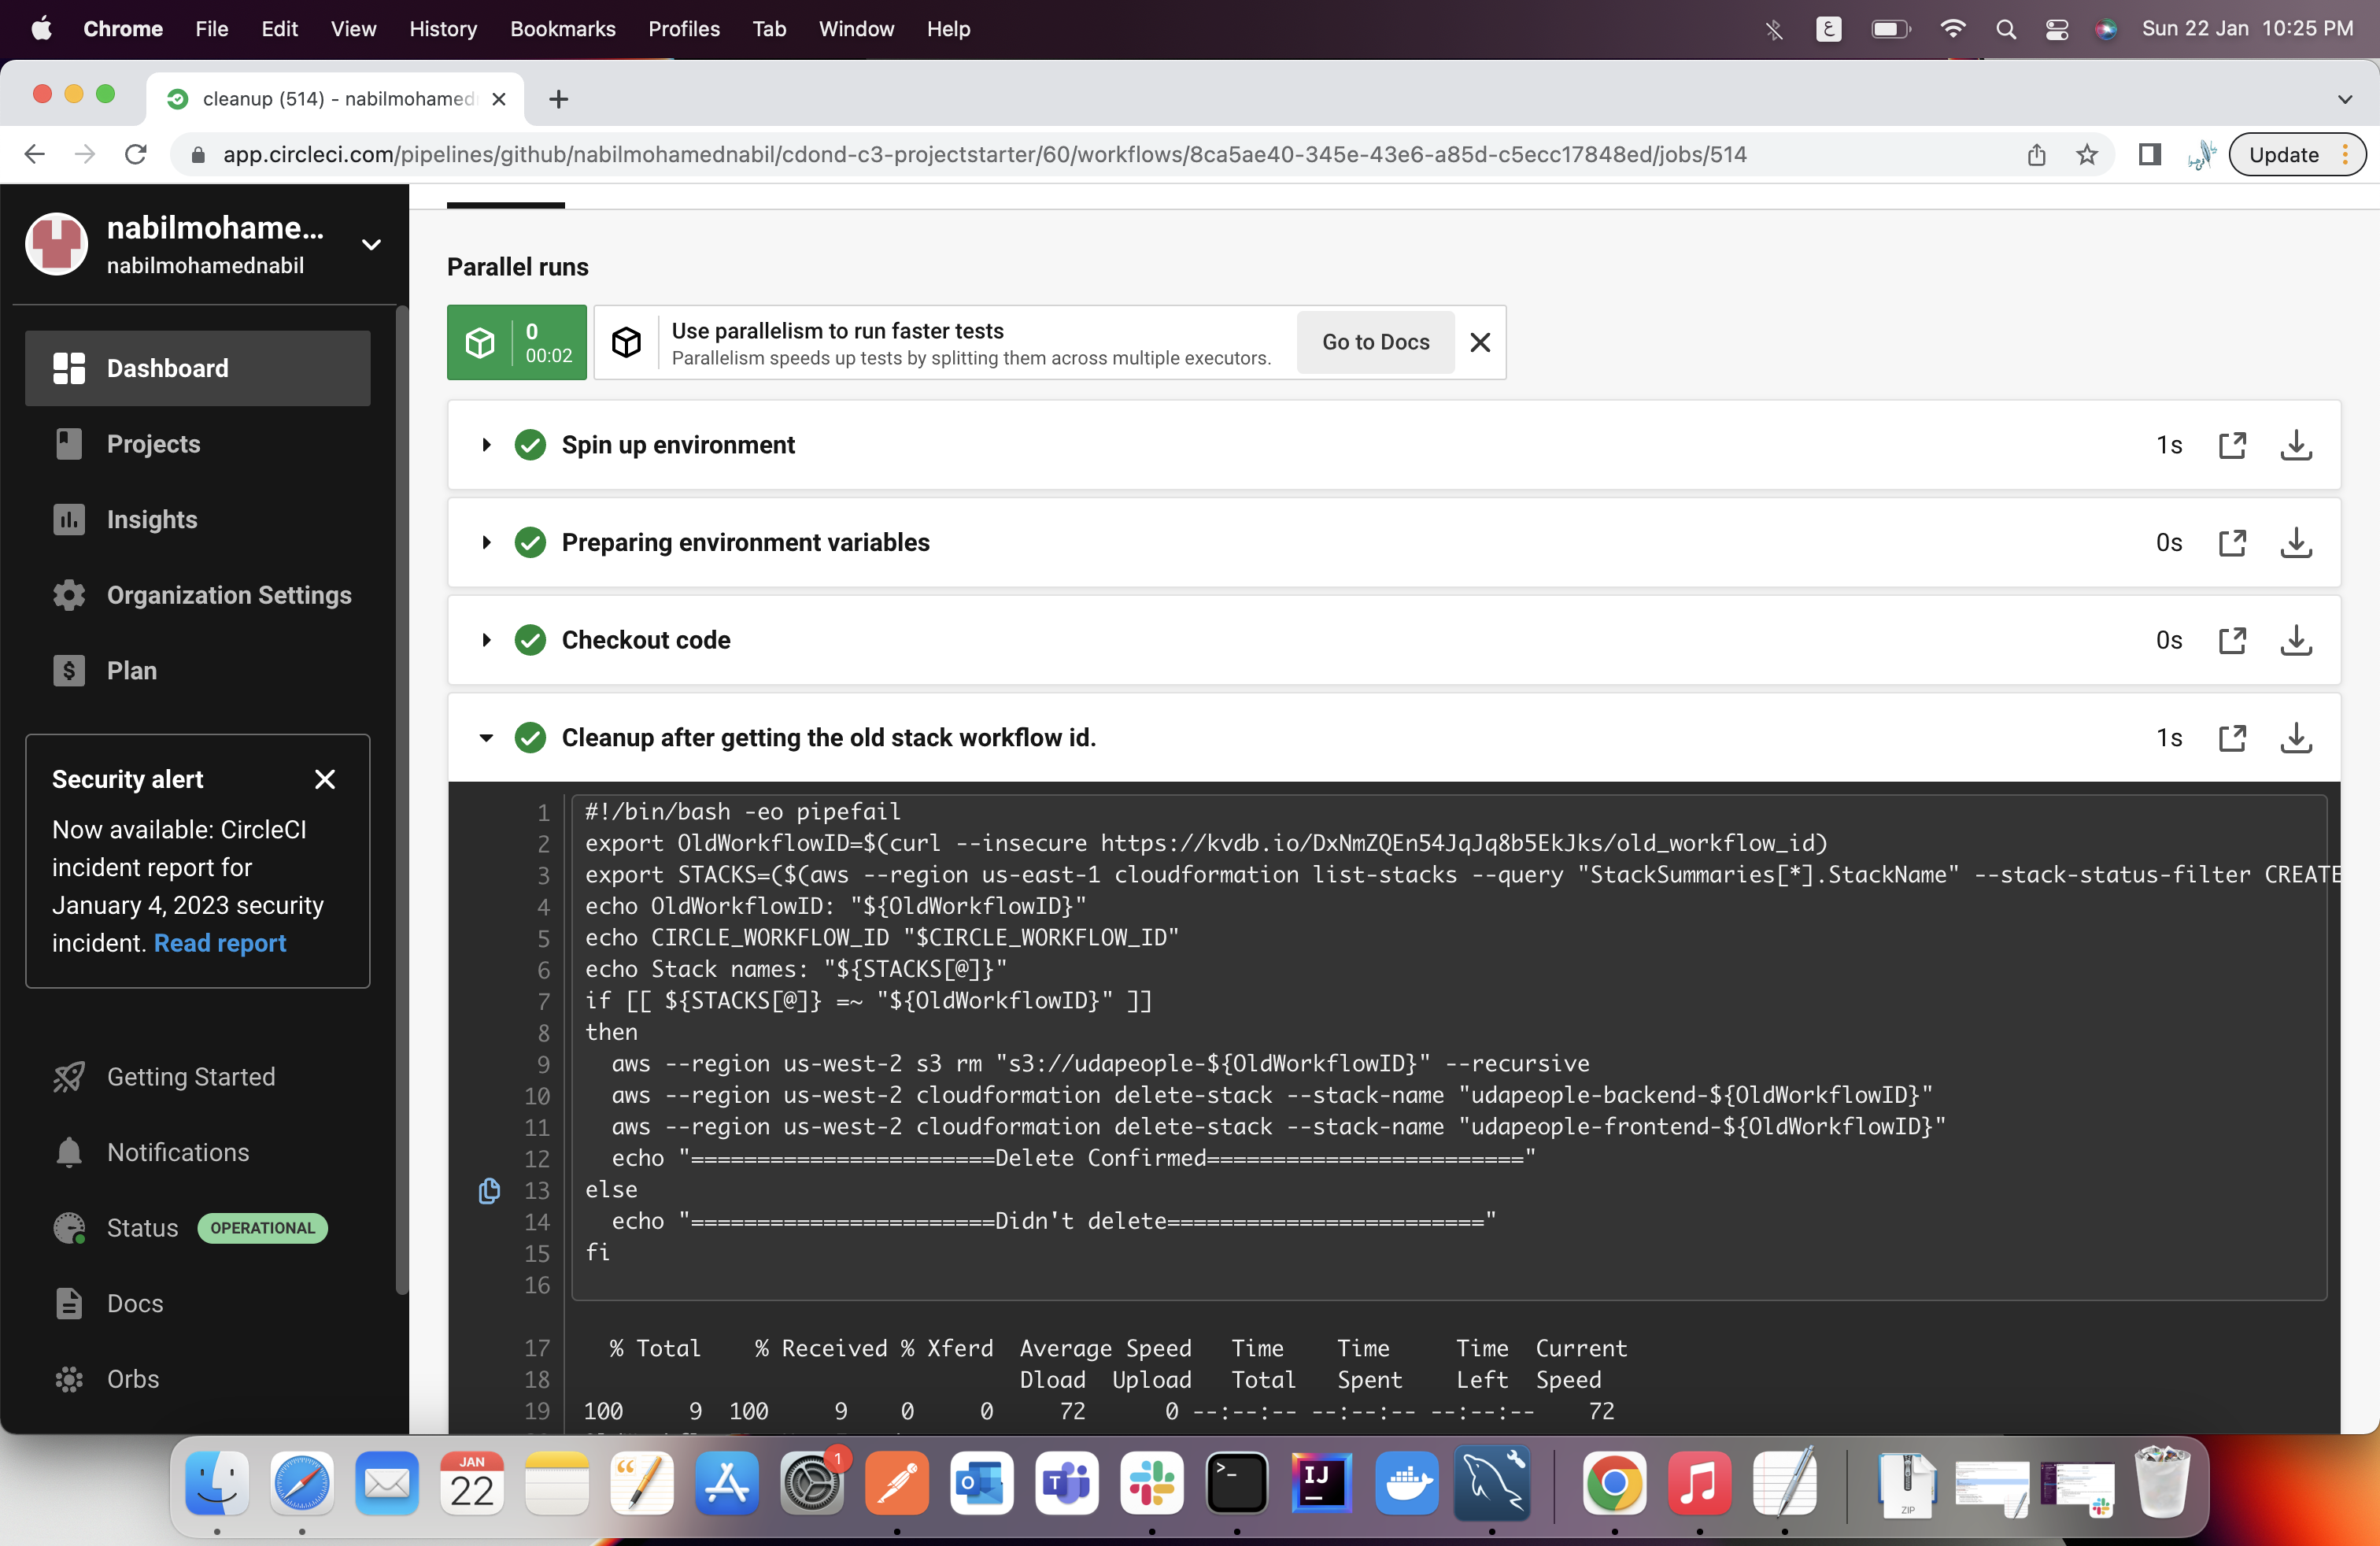 Chrome File Edit View History Bookmarks Profiles Tab Window Help ع Sun 22 Jan 10:25 PM
cleanup (514) - nabilmohamed
app.circleci.com/pipelines/github/nabilmohamednabil/cdond-c3-projectstarter/60/workflows/8ca5ae40-345e-43e6-a85d-c5ecc17848ed/jobs/514 Update
nabilmohame...
nabilmohamednabil
Dashboard
Projects
Insights
Organization Settings
Plan
Security alert
Now available: CircleCI
incident report for
January 4, 2023 security
incident. Read report
Getting Started
Notifications
Status OPERATIONAL
Docs
Orbs
Parallel runs
0
00:02
Use parallelism to run faster tests
Parallelism speeds up tests by splitting them across multiple executors.
Go to Docs
Spin up environment 1s
Preparing environment variables 0s
Checkout code 0s
Cleanup after getting the old stack workflow id. 1s
1 #!/bin/bash -eo pipefail
2 export OldWorkflowID=$(curl --insecure https://kvdb.io/DxNmZQEn54JqJq8b5EkJks/old_workflow_id)
3 export STACKS=($(aws --region us-east-1 cloudformation list-stacks --query "StackSummaries[*].StackName" --stack-status-filter CREATE
4 echo OldWorkflowID: "${OldWorkflowID}"
5 echo CIRCLE_WORKFLOW_ID "$CIRCLE_WORKFLOW_ID"
6 echo Stack names: "${STACKS[@]}"
7 if [[ ${STACKS[@]} =~ "${OldWorkflowID}" ]]
8 then
9 aws --region us-west-2 s3 rm "s3://udapeople-${OldWorkflowID}" --recursive
10 aws --region us-west-2 cloudformation delete-stack --stack-name "udapeople-backend-${OldWorkflowID}"
11 aws --region us-west-2 cloudformation delete-stack --stack-name "udapeople-frontend-${OldWorkflowID}"
12 echo "=======================Delete Confirmed========================"
13 else
14 echo "=======================Didn't delete========================"
15 fi
16
17 % Total % Received % Xferd Average Speed Time Time Time Current
18 Dload Upload Total Spent Left Speed
19 100 9 100 9 0 0 72 0 --:--:-- --:--:-- --:--:-- 72
JAN
22
1
IJ
ZIP